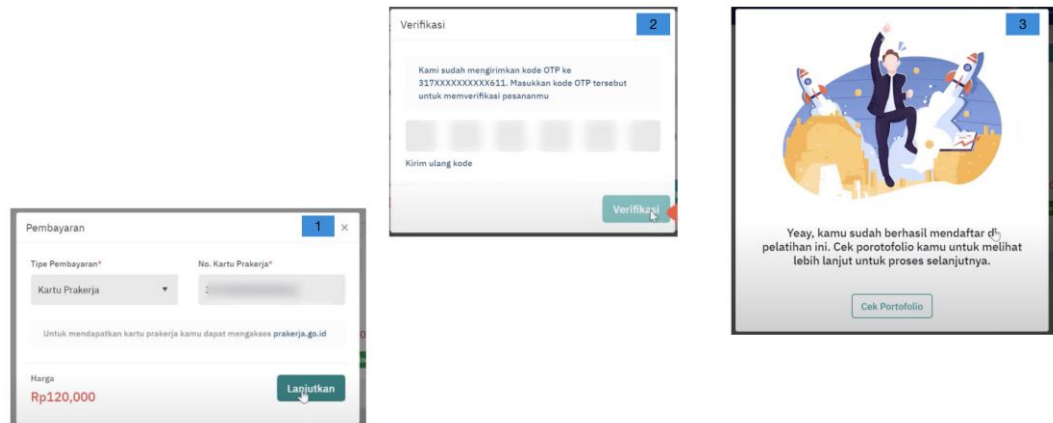 Pembayaran 1 ×
Tipe Pembayaran* No. Kartu Prakerja*
Kartu Prakerja
Untuk mendapatkan kartu prakerja kamu dapat mengakses prakerja.go.id
Harga
Rp120,000 Lanjutkan
Verifikasi 2
Kami sudah mengirimkan kode OTP ke
317XXXXXXXXXX611. Masukkan kode OTP tersebut
untuk memverifikasi pesananmu
Kirim ulang kode
Verifikasi
3
Yeay, kamu sudah berhasil mendaftar di
pelatihan ini. Cek porotofolio kamu untuk melihat
lebih lanjut untuk proses selanjutnya.
Cek Portofolio